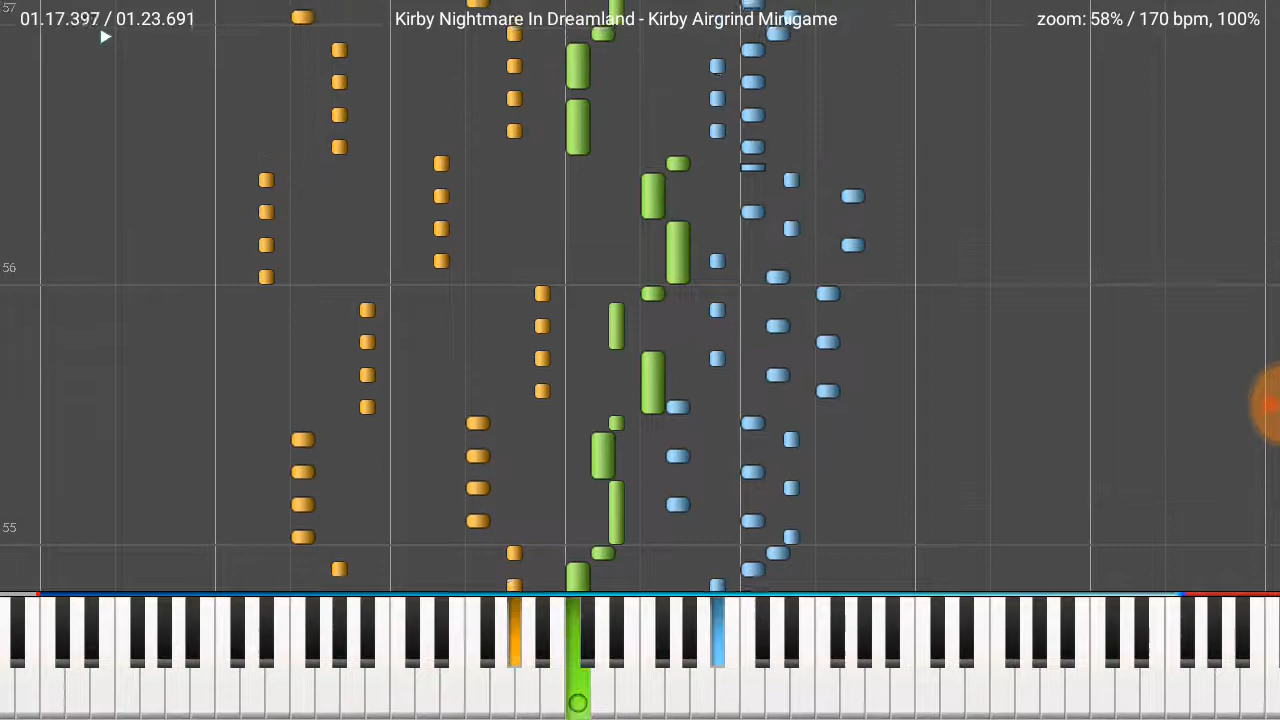 57
01.17.397 / 01.23.691
Kirby Nightmare In Dreamland - Kirby Airgrind Minigame
zoom: 58% / 170 bpm, 100%
56
55